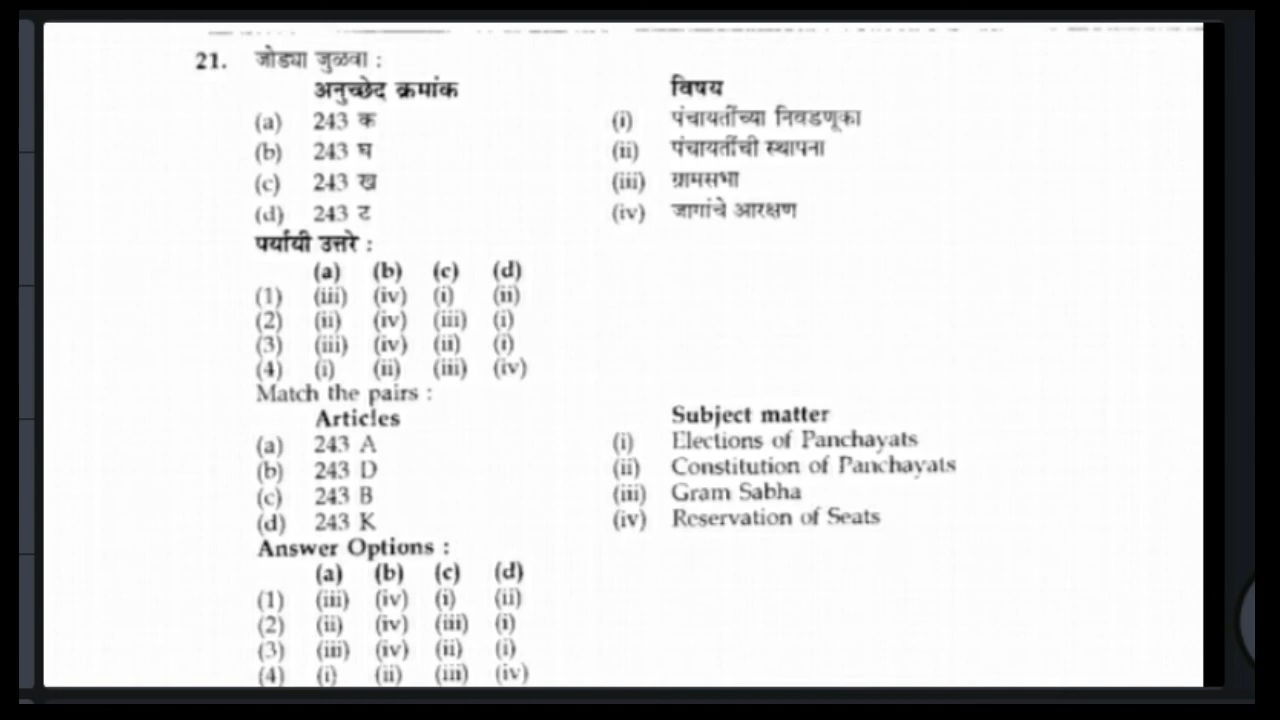 21. जोड्या जुळवा :
अनुच्छेद क्रमांक विषय
(a) 243 क (i) पंचायतींच्या निवडणूका
(b) 243 घ (ii) पंचायतींची स्थापना
(c) 243 ख (iii) ग्रामसभा
(d) 243 ट (iv) जागांचे आरक्षण
पर्यायी उत्तरे :
(a) (b) (c) (d)
(1) (iii) (iv) (i) (ii)
(2) (ii) (iv) (iii) (i)
(3) (iii) (iv) (ii) (i)
(4) (i) (ii) (iii) (iv)
Match the pairs :
Articles Subject matter
(a) 243 A (i) Elections of Panchayats
(b) 243 D (ii) Constitution of Panchayats
(c) 243 B (iii) Gram Sabha
(d) 243 K (iv) Reservation of Seats
Answer Options :
(a) (b) (c) (d)
(1) (iii) (iv) (i) (ii)
(2) (ii) (iv) (iii) (i)
(3) (iii) (iv) (ii) (i)
(4) (i) (ii) (iii) (iv)